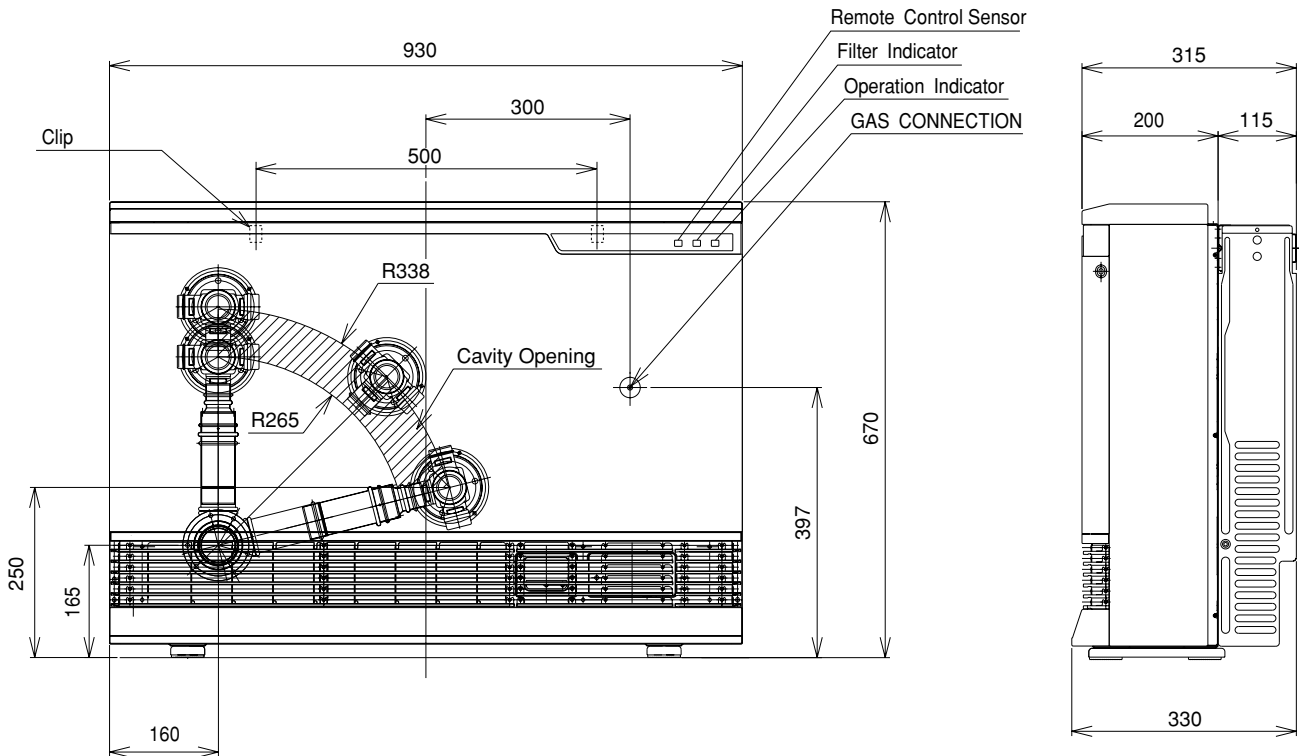 Remote Control Sensor
930
Filter Indicator
315
Operation Indicator
300
GAS CONNECTION
200
115
Clip
500
R338
Cavity Opening
R265
670
397
250
165
160
330